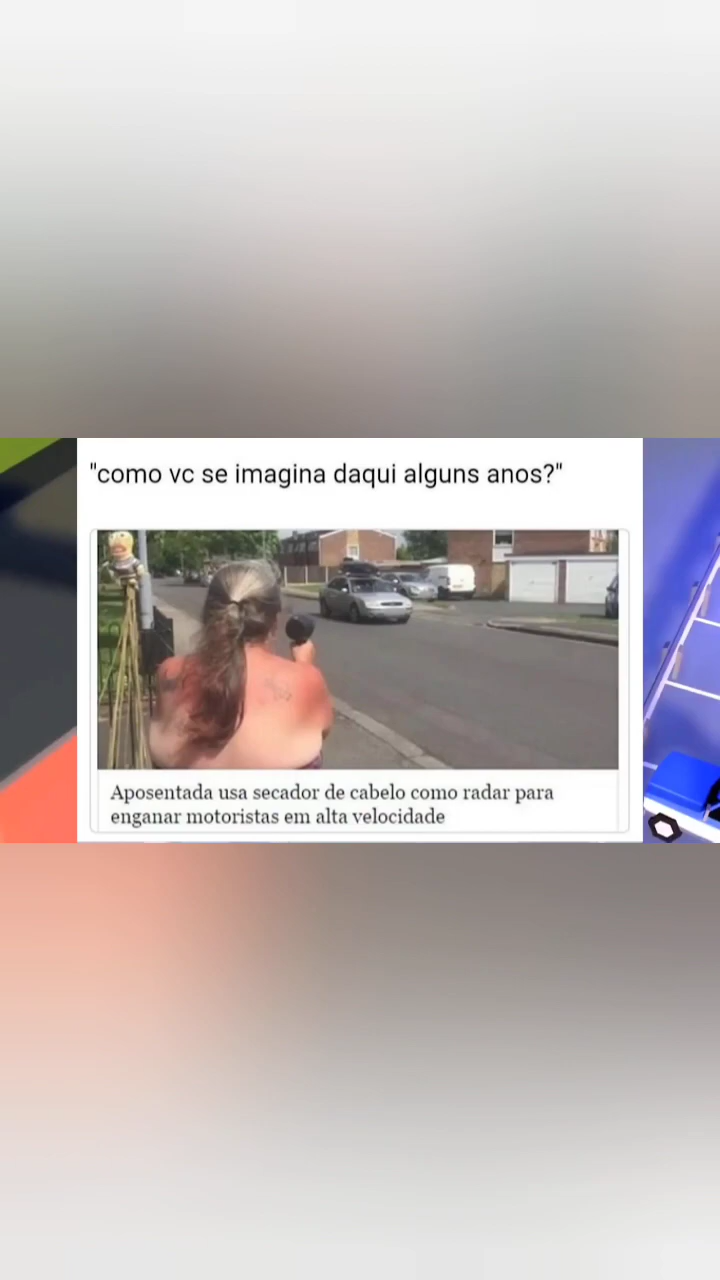 "como vc se imagina daqui alguns anos?"
Aposentada usa secador de cabelo como radar para
enganar motoristas em alta velocidade